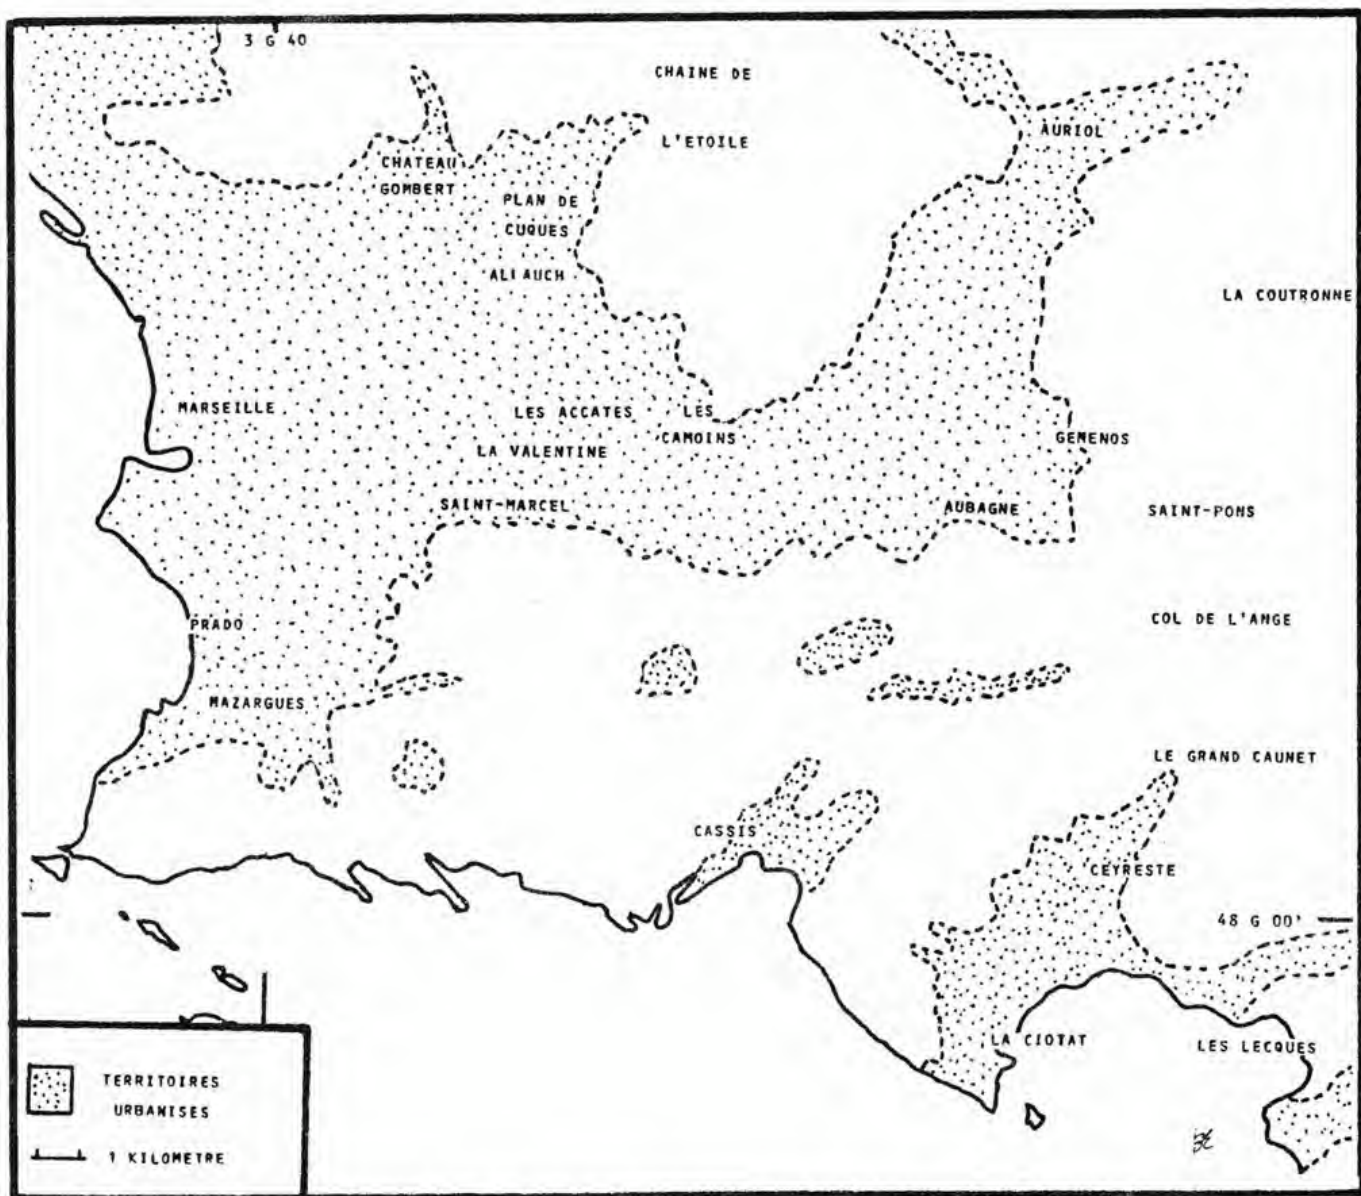 3 G 40
CHAINE DE
L'ETOILE
AURIOL
CHATEAU
GOMBERT
PLAN DE
CUQUES
ALLAUCH
LA COUTRONNE
MARSEILLE
LES ACCATES
LES
CAMOINS
GEMENOS
LA VALENTINE
SAINT-MARCEL
AUBAGNE
SAINT-PONS
PRADO
COL DE L'ANGE
MAZARGUES
LE GRAND CAUNET
CASSIS
CEYRESTE
48 G 00'
LA CIOTAT
LES LECQUES
TERRITOIRES
URBANISES
1 KILOMETRE